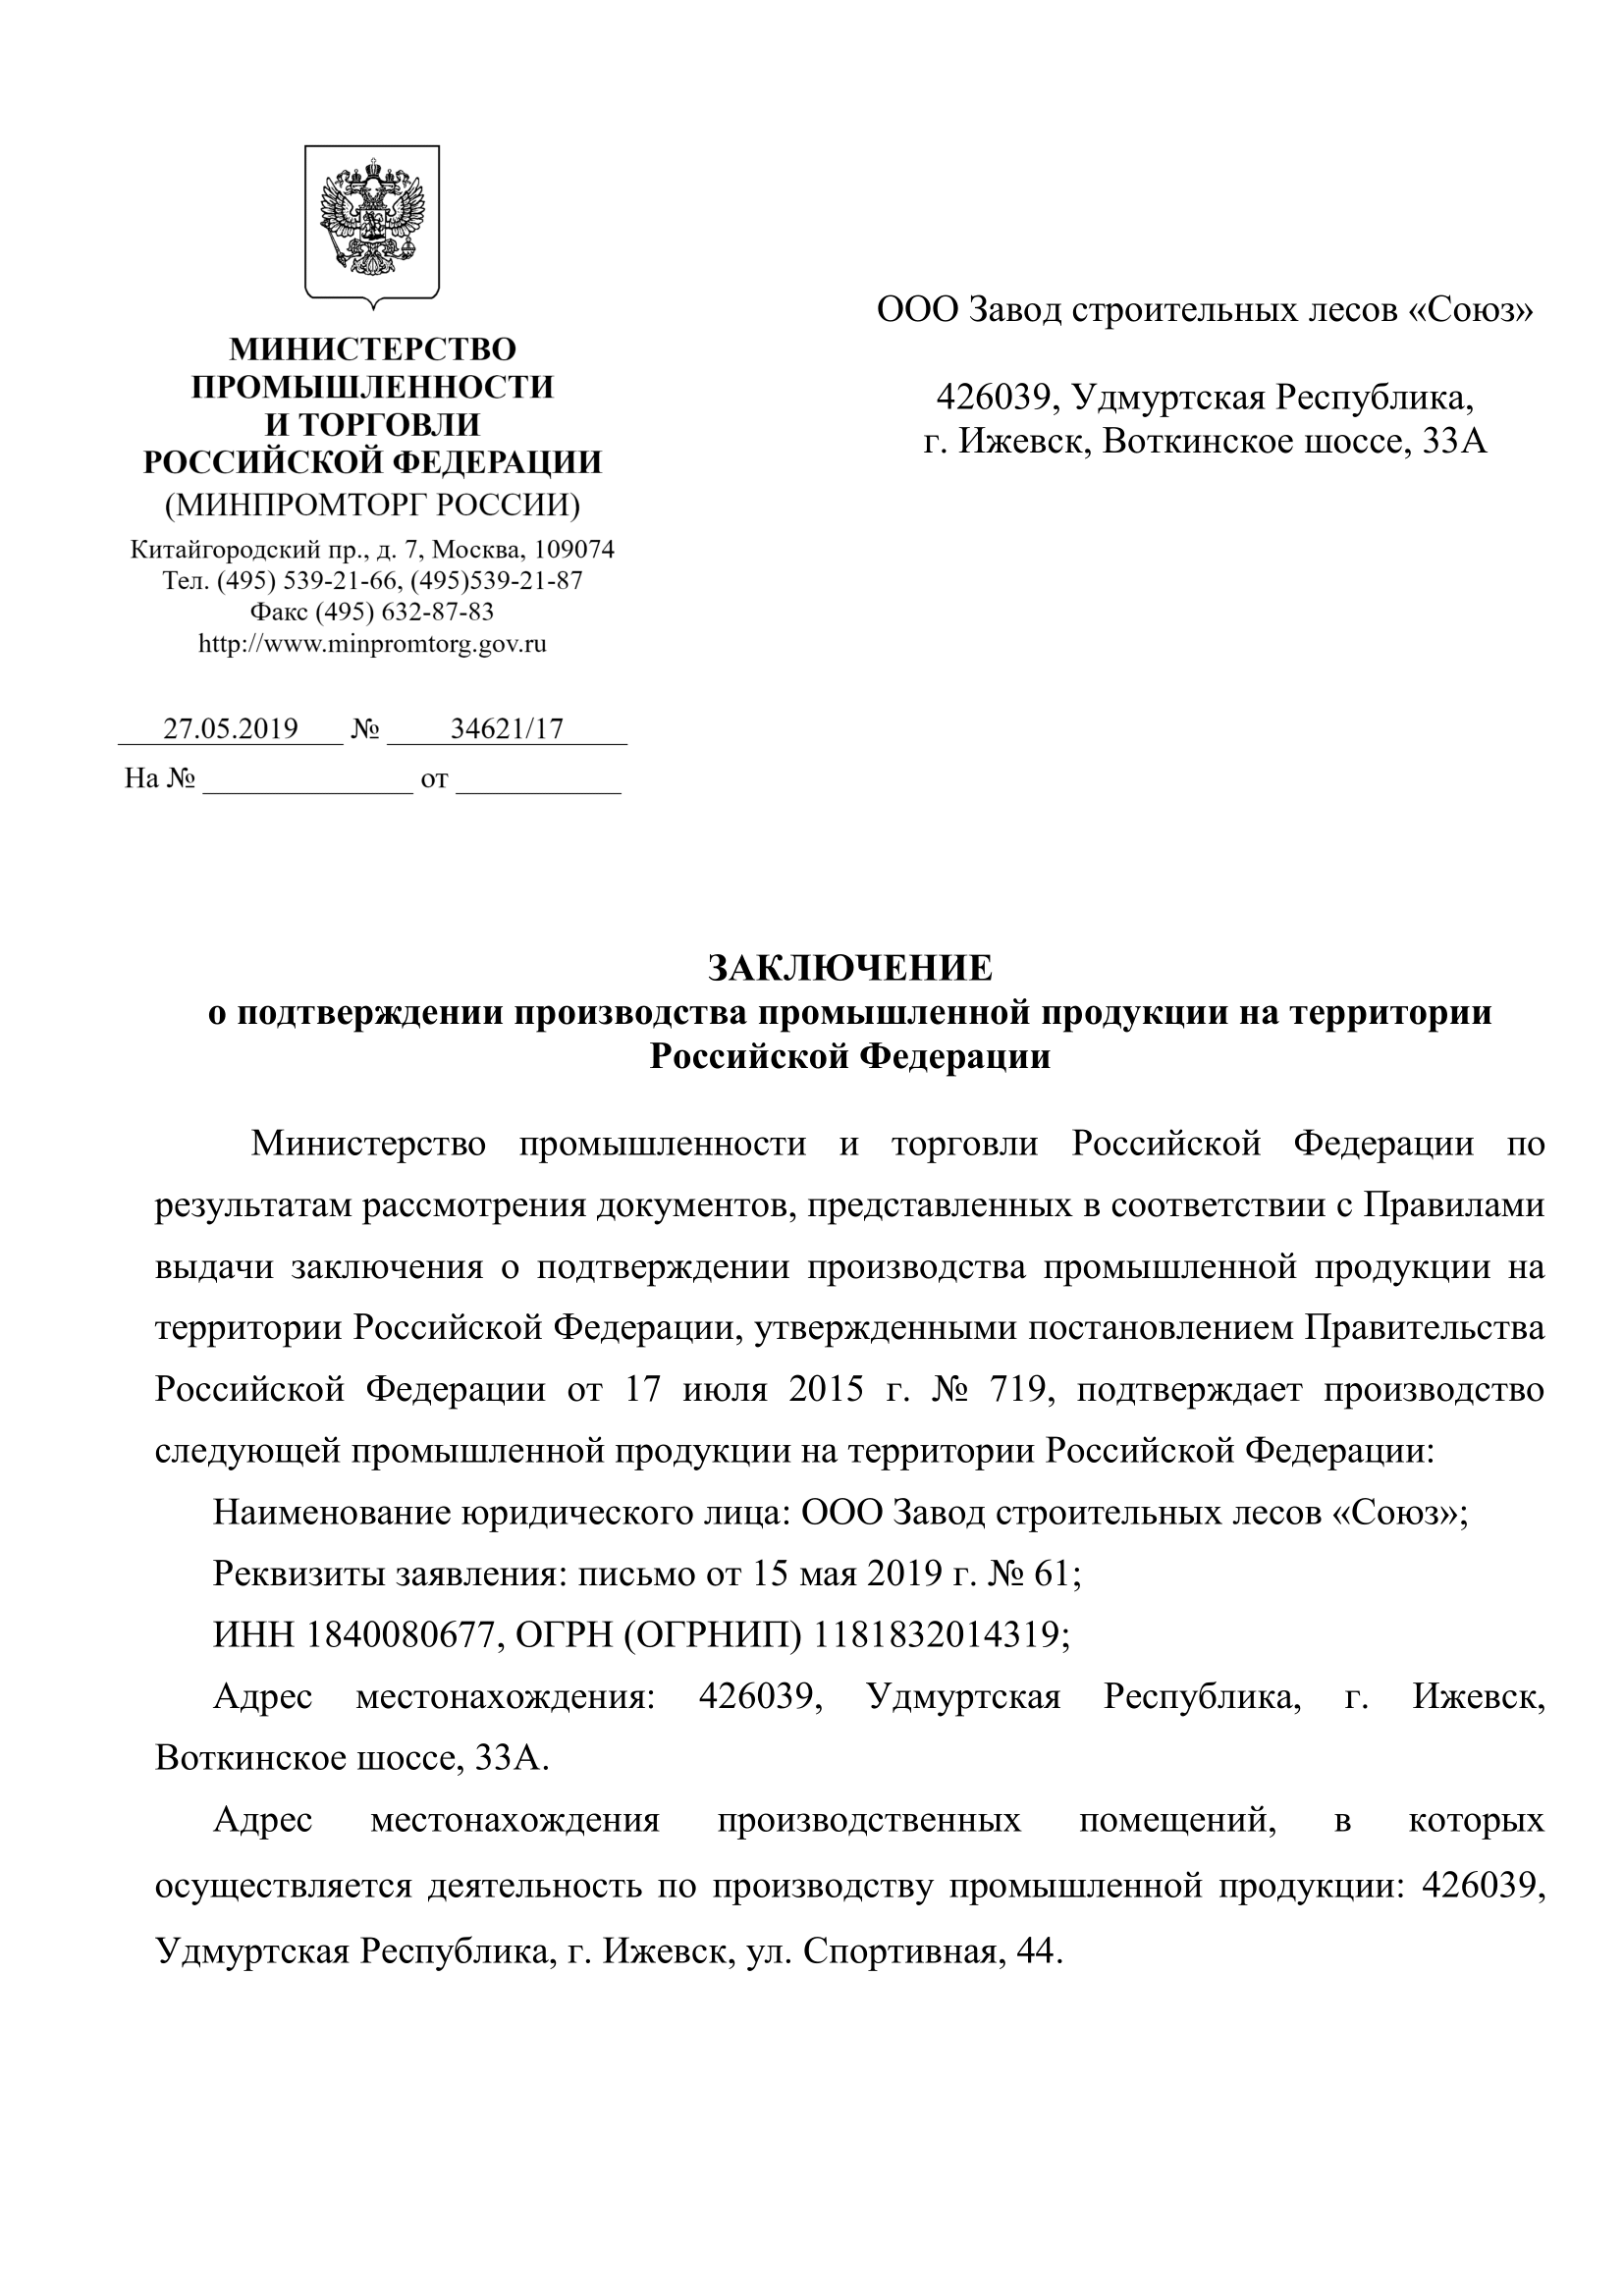 МИНИСТЕРСТВО
ПРОМЫШЛЕННОСТИ
И ТОРГОВЛИ
РОССИЙСКОЙ ФЕДЕРАЦИИ
(МИНПРОМТОРГ РОССИИ)
Китайгородский пр., д. 7, Москва, 109074
Тел. (495) 539-21-66, (495)539-21-87
Факс (495) 632-87-83
http://www.minpromtorg.gov.ru
27.05.2019 № 34621/17
На № ______________ от ___________
ООО Завод строительных лесов «Союз»
426039, Удмуртская Республика,
г. Ижевск, Воткинское шоссе, 33А
ЗАКЛЮЧЕНИЕ
о подтверждении производства промышленной продукции на территории
Российской Федерации
Министерство промышленности и торговли Российской Федерации по
результатам рассмотрения документов, представленных в соответствии с Правилами
выдачи заключения о подтверждении производства промышленной продукции на
территории Российской Федерации, утвержденными постановлением Правительства
Российской Федерации от 17 июля 2015 г. № 719, подтверждает производство
следующей промышленной продукции на территории Российской Федерации:
Наименование юридического лица: ООО Завод строительных лесов «Союз»;
Реквизиты заявления: письмо от 15 мая 2019 г. № 61;
ИНН 1840080677, ОГРН (ОГРНИП) 1181832014319;
Адрес местонахождения: 426039, Удмуртская Республика, г. Ижевск,
Воткинское шоссе, 33А.
Адрес местонахождения производственных помещений, в которых
осуществляется деятельность по производству промышленной продукции: 426039,
Удмуртская Республика, г. Ижевск, ул. Спортивная, 44.